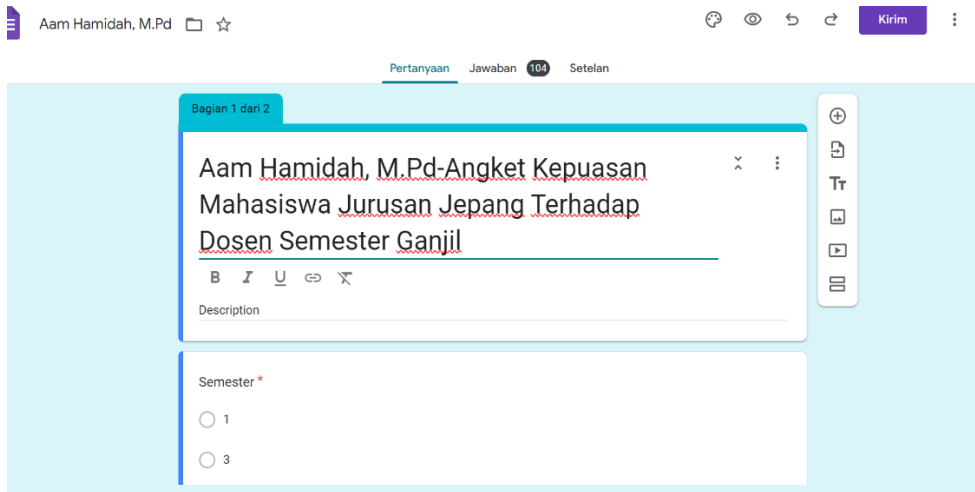 Aam Hamidah, M.Pd
Kirim
Pertanyaan Jawaban 104 Setelan
Bagian 1 dari 2
Aam Hamidah, M.Pd-Angket Kepuasan
Mahasiswa Jurusan Jepang Terhadap
Dosen Semester Ganjil
B I U
Description
Semester *
1
3
Tт